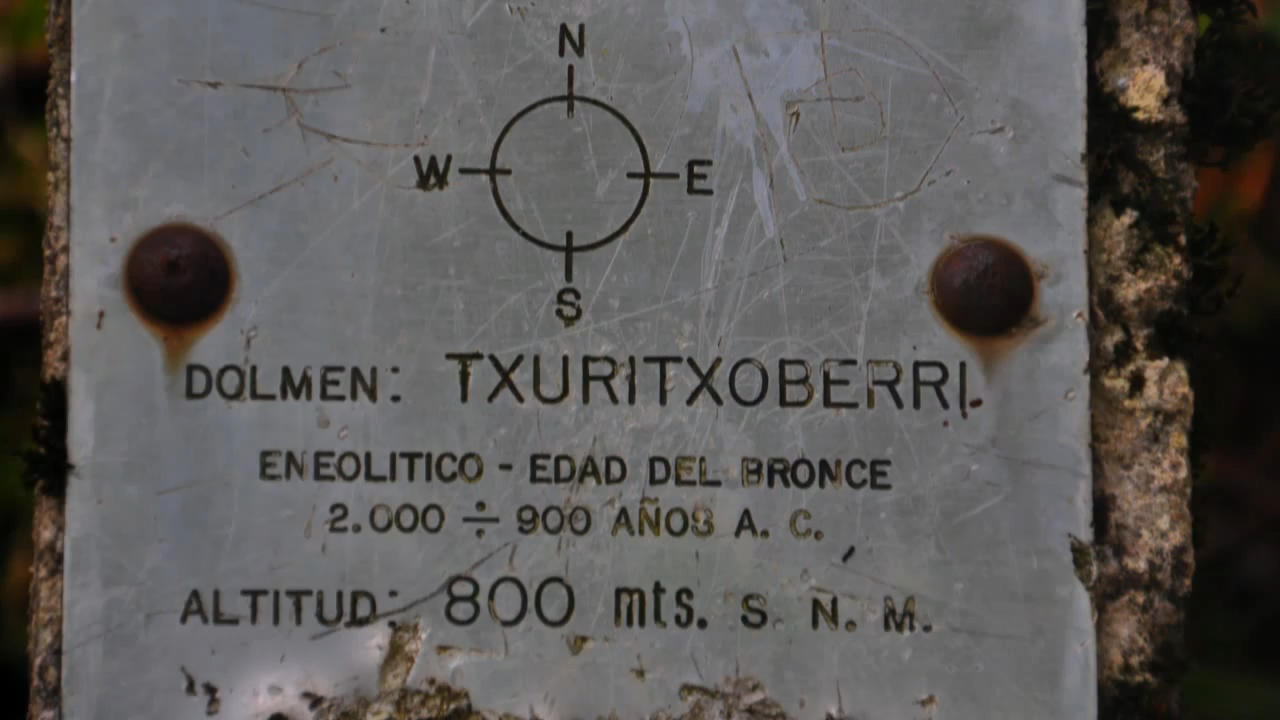 N
W E
S
DOLMEN: TXURITXOBERRI.
ENEOLITICO - EDAD DEL BRONCE
2.000 ÷ 900 AÑOS A. C.
ALTITUD: 800 mts. S. N. M.